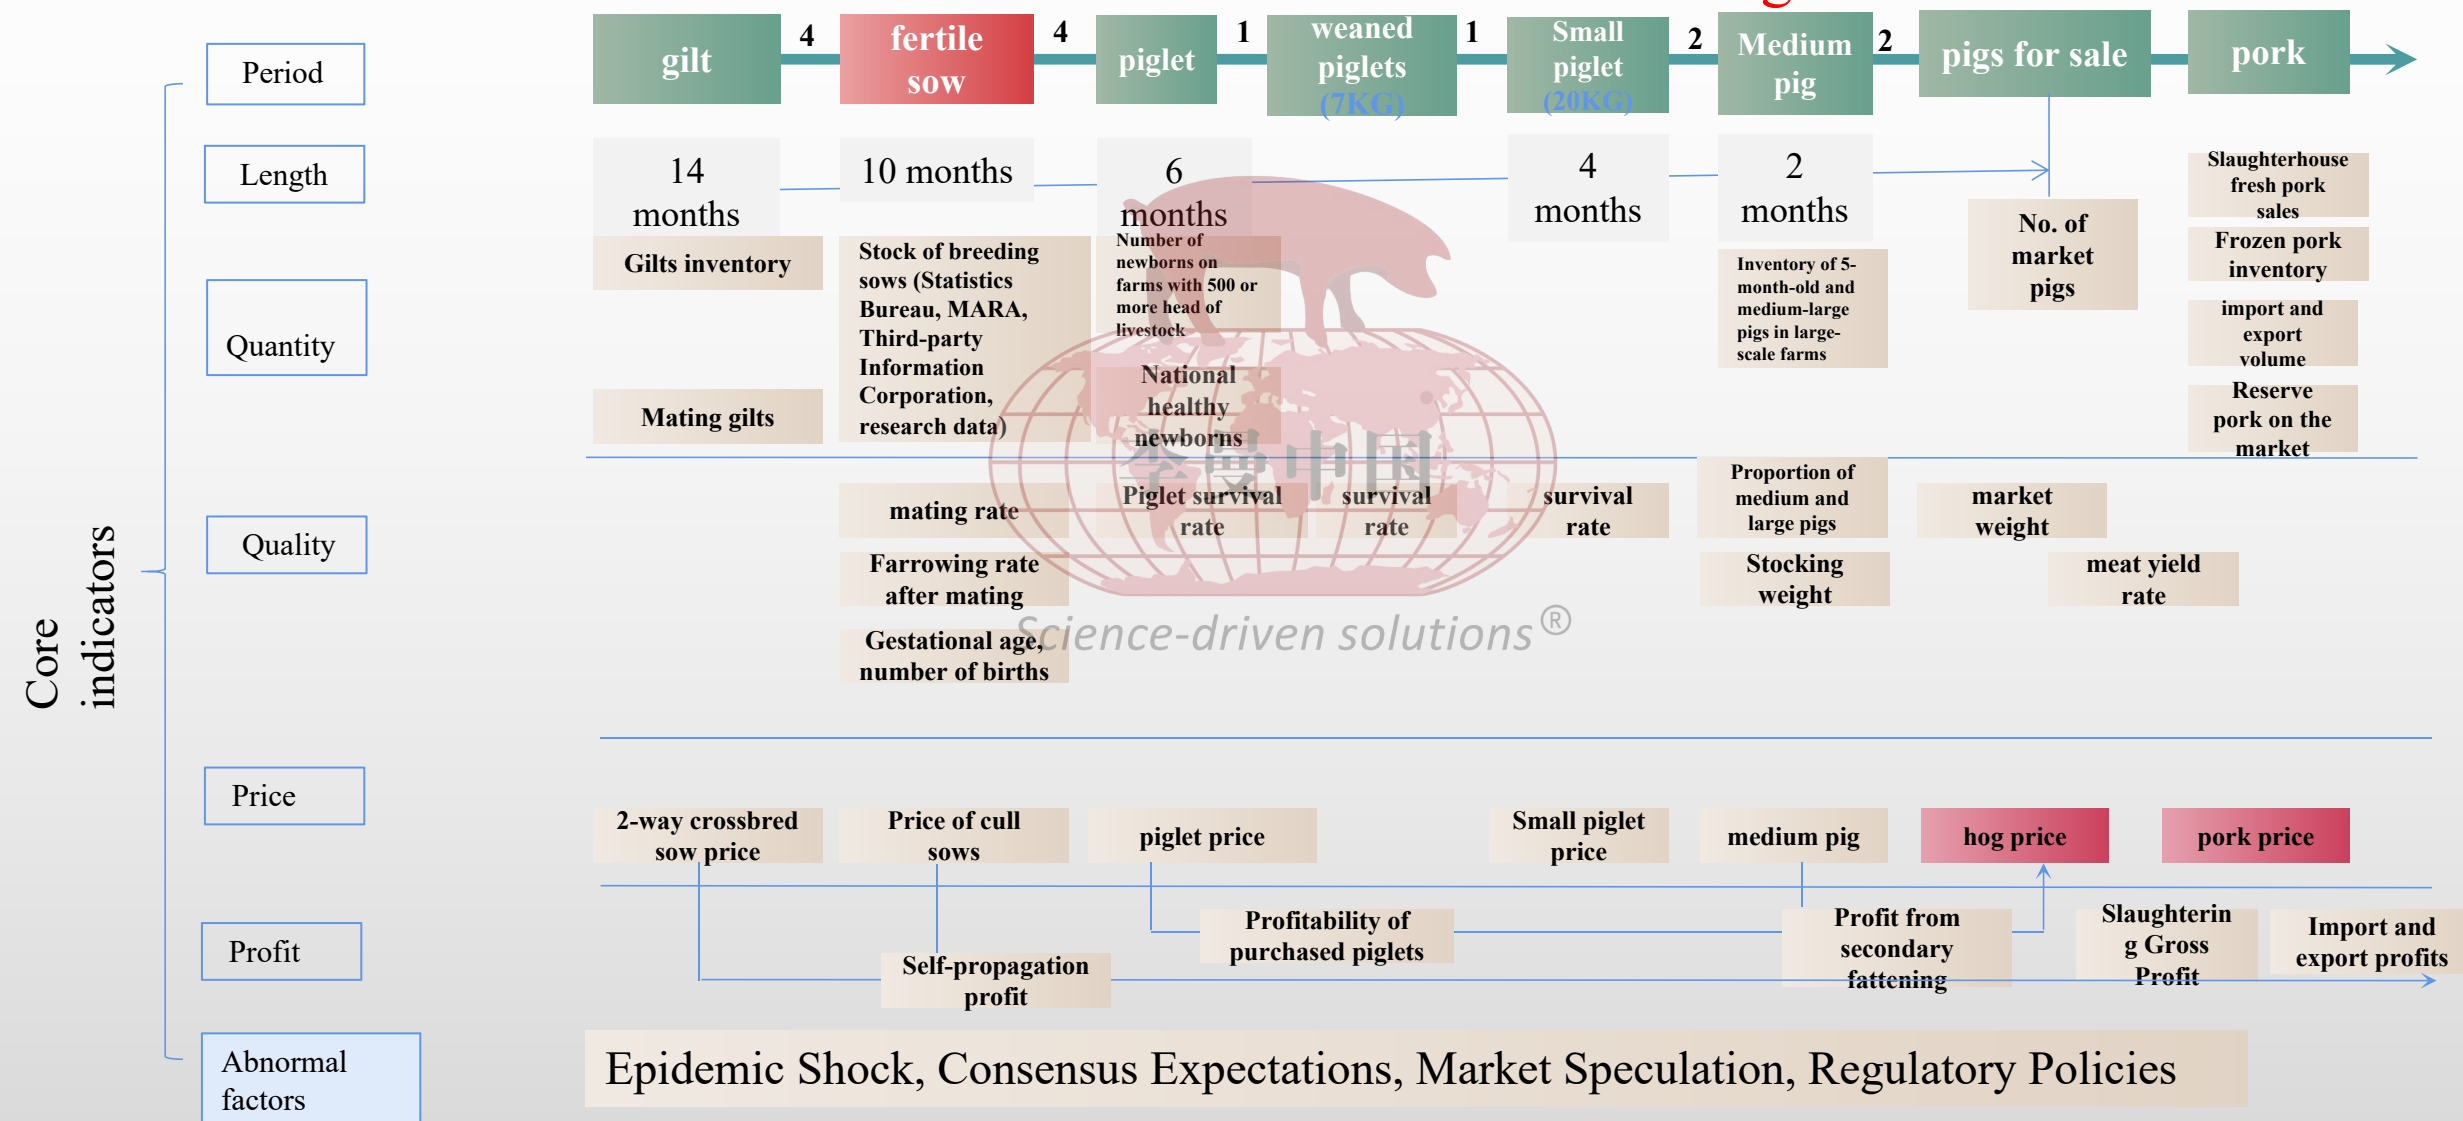 gilt
4
fertile
sow
4
piglet
1
weaned
piglets
(7KG)
1
Small
piglet
(20KG)
2
Medium
pig
2
pigs for sale
pork
Period
Length
14
months
10 months
6
months
4
months
2
months
Quantity
Gilts inventory
Mating gilts
Stock of breeding
sows (Statistics
Bureau, MARA,
Third-party
Information
Corporation,
research data)
Number of
newborns on
farms with 500 or
more head of
livestock
National
healthy
newborns
Inventory of 5-
month-old and
medium-large
pigs in large-
scale farms
No. of
market
pigs
Slaughterhouse
fresh pork
sales
Frozen pork
inventory
import and
export
volume
Reserve
pork on the
market
李曼中国
Core
indicators
Quality
mating rate
Farrowing rate
after mating
Gestational age,
number of births
Piglet survival
rate
survival
rate
survival
rate
Proportion of
medium and
large pigs
Stocking
weight
market
weight
meat yield
rate
Science-driven solutions®
Price
2-way crossbred
sow price
Price of cull
sows
piglet price
Small piglet
price
medium pig
hog price
pork price
Profit
Self-propagation
profit
Profitability of
purchased piglets
Profit from
secondary
fattening
Slaughterin
g Gross
Profit
Import and
export profits
Abnormal
factors
Epidemic Shock, Consensus Expectations, Market Speculation, Regulatory Policies